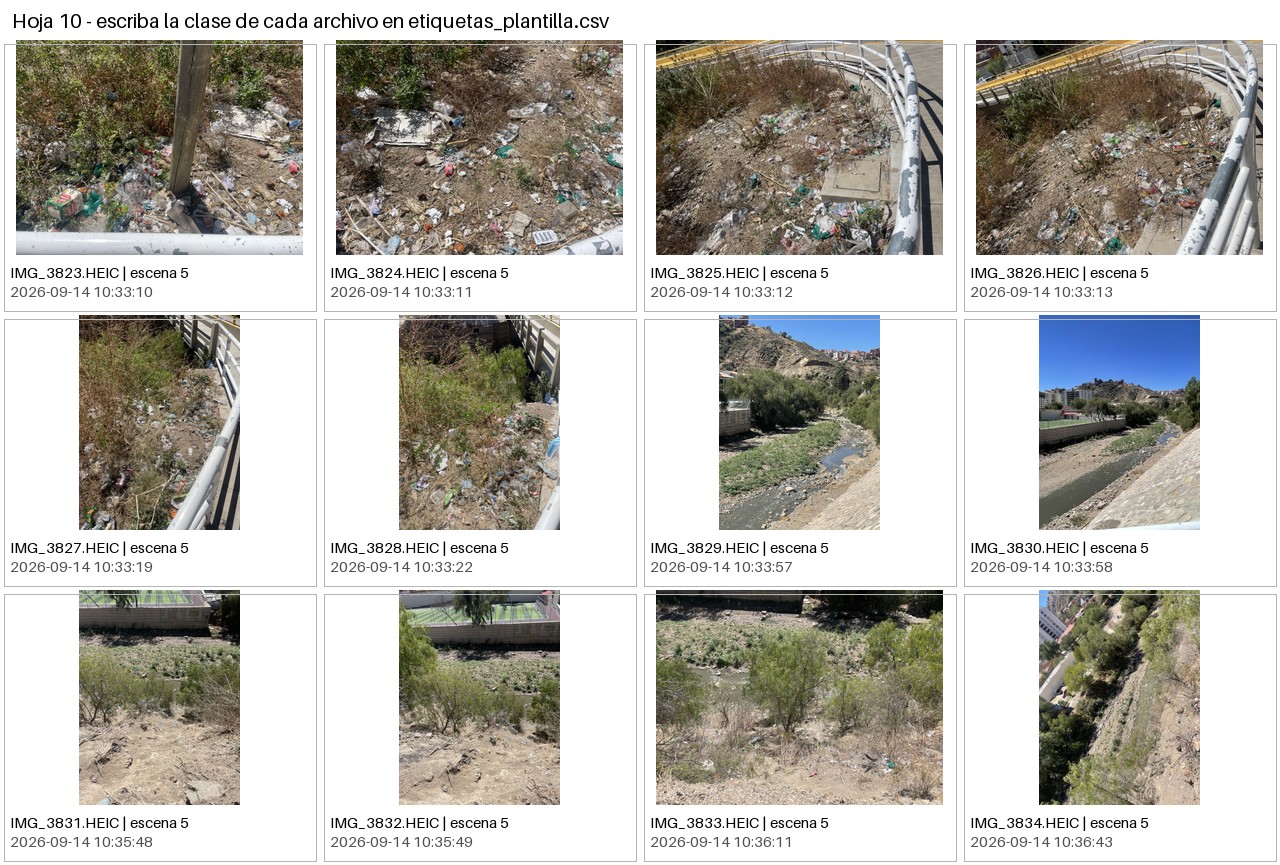 Hoja 10 - escriba la clase de cada archivo en etiquetas_plantilla.csv
IMG_3823.HEIC | escena 5
2026-09-14 10:33:10
IMG_3824.HEIC | escena 5
2026-09-14 10:33:11
IMG_3825.HEIC | escena 5
2026-09-14 10:33:12
IMG_3826.HEIC | escena 5
2026-09-14 10:33:13
IMG_3827.HEIC | escena 5
2026-09-14 10:33:19
IMG_3828.HEIC | escena 5
2026-09-14 10:33:22
IMG_3829.HEIC | escena 5
2026-09-14 10:33:57
IMG_3830.HEIC | escena 5
2026-09-14 10:33:58
IMG_3831.HEIC | escena 5
2026-09-14 10:35:48
IMG_3832.HEIC | escena 5
2026-09-14 10:35:49
IMG_3833.HEIC | escena 5
2026-09-14 10:36:11
IMG_3834.HEIC | escena 5
2026-09-14 10:36:43